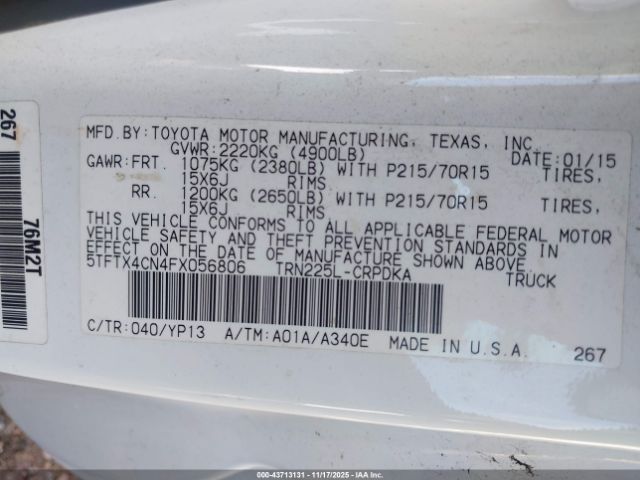 MFD.BY:TOYOTA MOTOR MANUFACTURING, TEXAS, INC.
GVWR:2220KG (4900LB) DATE:01/15
GAWR:FRT. 1075KG (2380LB) WITH P215/70R15 TIRES,
15X6J RIMS
RR. 1200KG (2650LB) WITH P215/70R15 TIRES,
15X6J RIMS
THIS VEHICLE CONFORMS TO ALL APPLICABLE FEDERAL MOTOR
VEHICLE SAFETY AND THEFT PREVENTION STANDARDS IN
EFFECT ON THE DATE OF MANUFACTURE SHOWN ABOVE.
5TFTX4CN4FX056806 TRN225L-CRPDKA TRUCK
C/TR:040/YP13 A/TM:A01A/A340E MADE IN U.S.A. 267
267
76M2T
000-43713131 - 11/17/2025 - IAAI/CDS